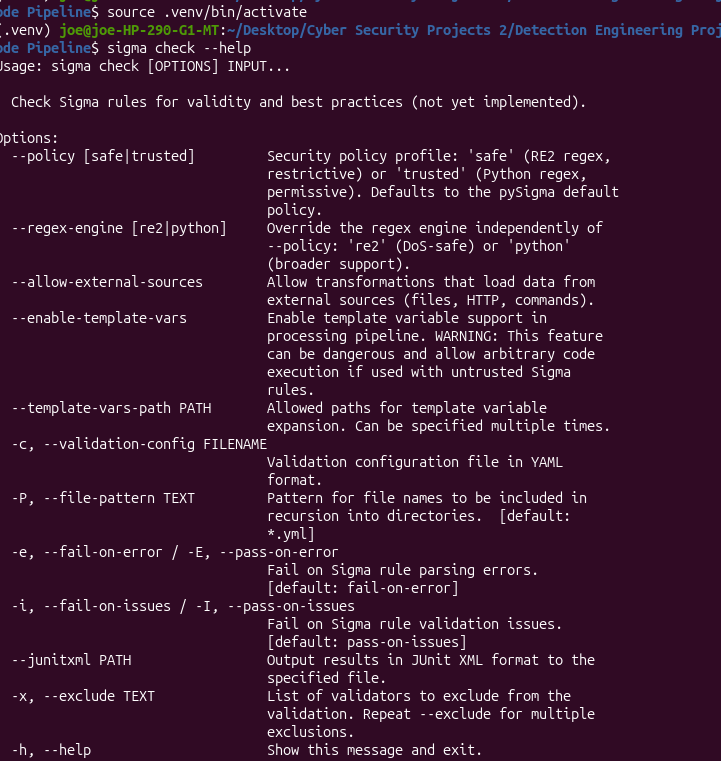 ode Pipeline$ source .venv/bin/activate
(.venv) joe@joe-HP-290-G1-MT:~/Desktop/Cyber Security Projects 2/Detection Engineering Proj
ode Pipeline$ sigma check --help
Usage: sigma check [OPTIONS] INPUT...
Check Sigma rules for validity and best practices (not yet implemented).
Options:
--policy [safe|trusted] Security policy profile: 'safe' (RE2 regex,
restrictive) or 'trusted' (Python regex,
permissive). Defaults to the pySigma default
policy.
--regex-engine [re2|python] Override the regex engine independently of
--policy: 're2' (DoS-safe) or 'python'
(broader support).
--allow-external-sources Allow transformations that load data from
external sources (files, HTTP, commands).
--enable-template-vars Enable template variable support in
processing pipeline. WARNING: This feature
can be dangerous and allow arbitrary code
execution if used with untrusted Sigma
rules.
--template-vars-path PATH Allowed paths for template variable
expansion. Can be specified multiple times.
-c, --validation-config FILENAME
Validation configuration file in YAML
format.
-P, --file-pattern TEXT Pattern for file names to be included in
recursion into directories. [default:
*.yml]
-e, --fail-on-error / -E, --pass-on-error
Fail on Sigma rule parsing errors.
[default: fail-on-error]
-i, --fail-on-issues / -I, --pass-on-issues
Fail on Sigma rule validation issues.
[default: pass-on-issues]
--junitxml PATH Output results in JUnit XML format to the
specified file.
-x, --exclude TEXT List of validators to exclude from the
validation. Repeat --exclude for multiple
exclusions.
-h, --help Show this message and exit.